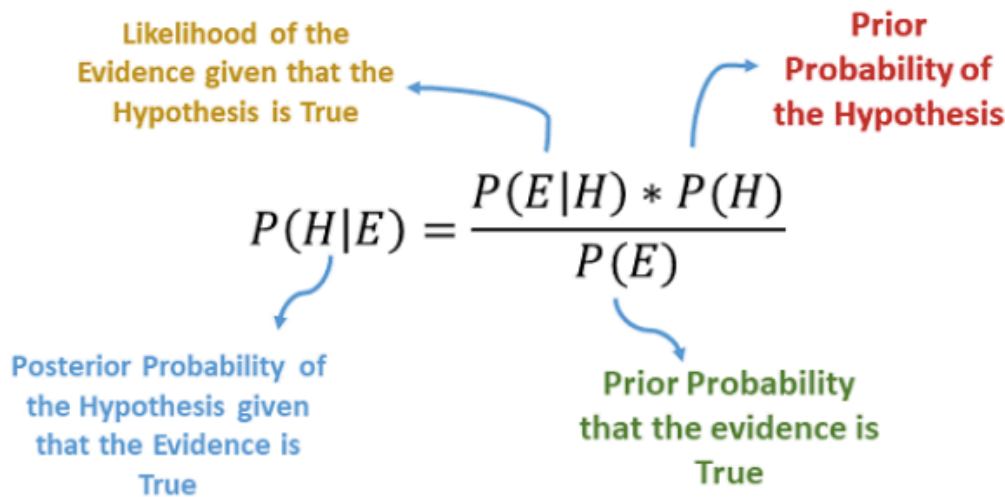 Likelihood of the
Evidence given that the
Hypothesis is True
Prior
Probability of
the Hypothesis
P(H|E) = P(E|H) * P(H)
P(E)
Posterior Probability of
the Hypothesis given
that the Evidence is
True
Prior Probability
that the evidence is
True